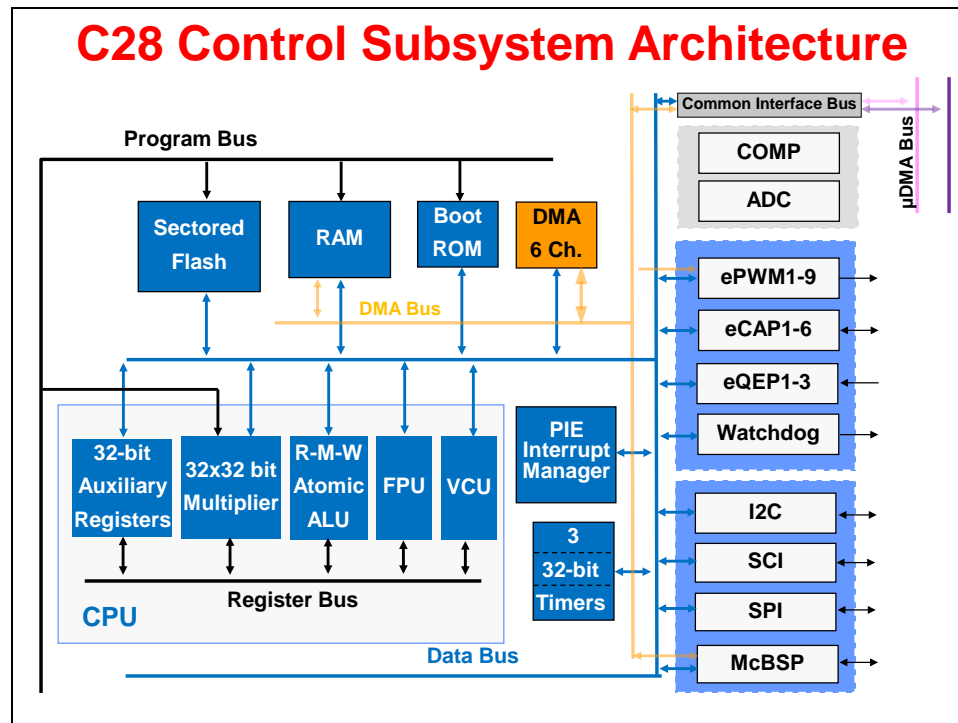 C28 Control Subsystem Architecture
Common Interface Bus
µDMA Bus
Program Bus
COMP
ADC
Sectored
Flash
RAM
Boot
ROM
DMA
6 Ch.
DMA Bus
ePWM1-9
eCAP1-6
eQEP1-3
Watchdog
PIE
Interrupt
Manager
32-bit
Auxiliary
Registers
32x32 bit
Multiplier
R-M-W
Atomic
ALU
FPU
VCU
3
32-bit
Timers
I2C
SCI
SPI
McBSP
Register Bus
CPU
Data Bus